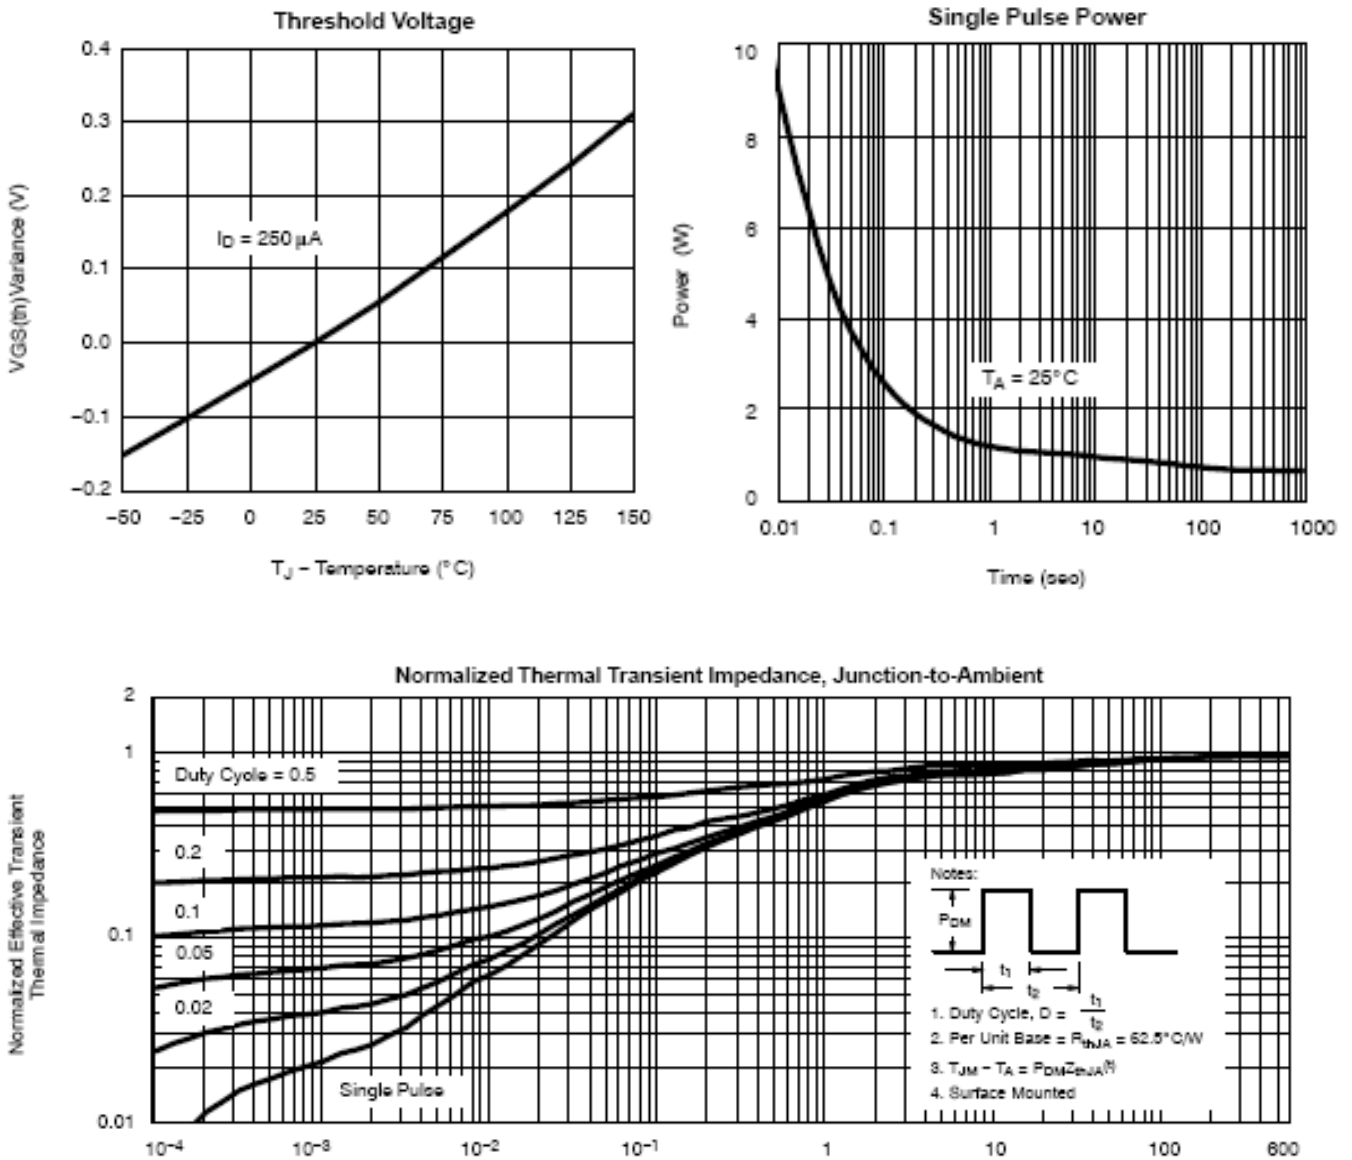 Threshold Voltage
0.4
0.3
0.2
0.1
0.0
−0.1
−0.2
VGS(th) Variance (V)
ID = 250 µA
−50 −25 0 25 50 75 100 125 150
TJ − Temperature (°C)
Single Pulse Power
10
8
6
4
2
0
Power (W)
TA = 25°C
0.01 0.1 1 10 100 1000
Time (sec)
Normalized Thermal Transient Impedance, Junction-to-Ambient
2
1
0.1
0.01
Normalized Effective Transient
Thermal Impedance
Duty Cycle = 0.5
0.2
0.1
0.05
0.02
Single Pulse
Notes:
PDM
t1
t2
1. Duty Cycle, D = t1
t2
2. Per Unit Base = RthJA = 62.5°C/W
3. TJM − TA = PDMZthJA(t)
4. Surface Mounted
10−4 10−3 10−2 10−1 1 10 100 600